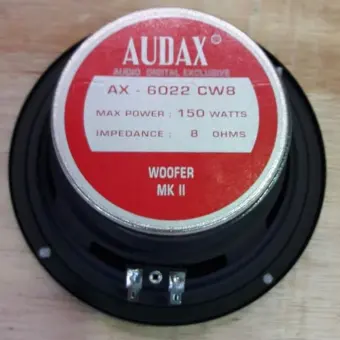 AUDAX®
AUDIO DIGITAL EXCLUSIVE
AX - 6022 CW8
MAX POWER : 150 WATTS
IMPEDANCE : 8 OHMS
WOOFER
MK II